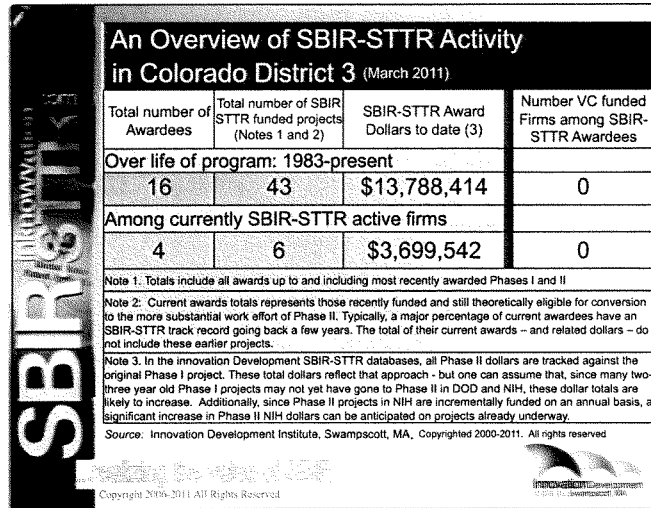 An Overview of SBIR-STTR Activity
in Colorado District 3 (March 2011)
Total number of
Awardees
Total number of SBIR
STTR funded projects
(Notes 1 and 2)
SBIR-STTR Award
Dollars to date (3)
Number VC funded
Firms among SBIR-
STTR Awardees
Over life of program: 1983-present
16 43 $13,788,414 0
Among currently SBIR-STTR active firms
4 6 $3,699,542 0
Note 1. Totals include all awards up to and including most recently awarded Phases I and II
Note 2: Current awards totals represents those recently funded and still theoretically eligible for conversion
to the more substantial work effort of Phase II. Typically, a major percentage of current awardees have an
SBIR-STTR track record going back a few years. The total of their current awards – and related dollars – do
not include these earlier projects.
Note 3. In the innovation Development SBIR-STTR databases, all Phase II dollars are tracked against the
original Phase I project. These total dollars reflect that approach - but one can assume that, since many two-
three year old Phase I projects may not yet have gone to Phase II in DOD and NIH, these dollar totals are
likely to increase. Additionally, since Phase II projects in NIH are incrementally funded on an annual basis, a
significant increase in Phase II NIH dollars can be anticipated on projects already underway.
Source: Innovation Development Institute, Swampscott, MA, Copyrighted 2000-2011. All rights reserved
Copyright 2006-2011 All Rights Reserved
Innovation Development
Swampscott, MA
SBIR & STTR
inknowvation